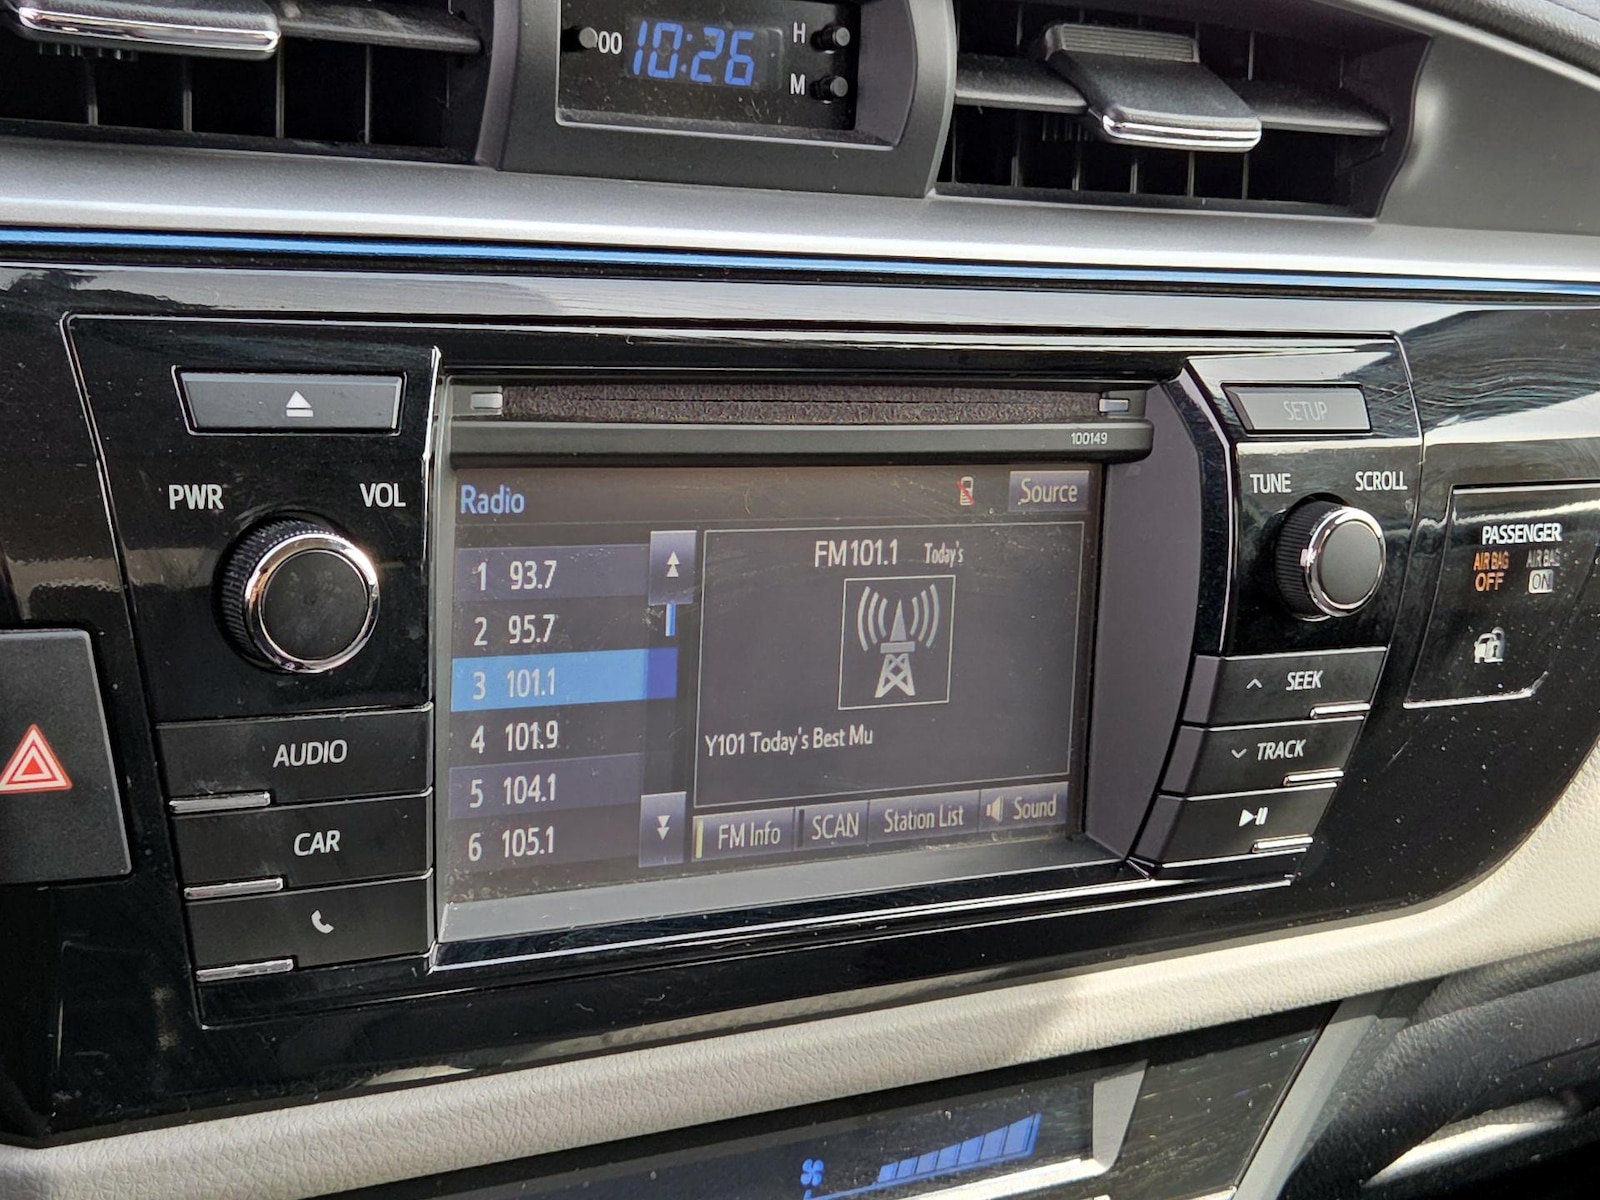 :00 10:26 H
M
100149
SETUP
PWR VOL
TUNE SCROLL
Radio
Source
1 93.7
2 95.7
3 101.1
4 101.9
5 104.1
6 105.1
FM101.1 Today's
Y101 Today's Best Mu
FM Info SCAN Station List Sound
AUDIO
CAR
SEEK
TRACK
PASSENGER
AIR BAG AIR BAG
OFF ON